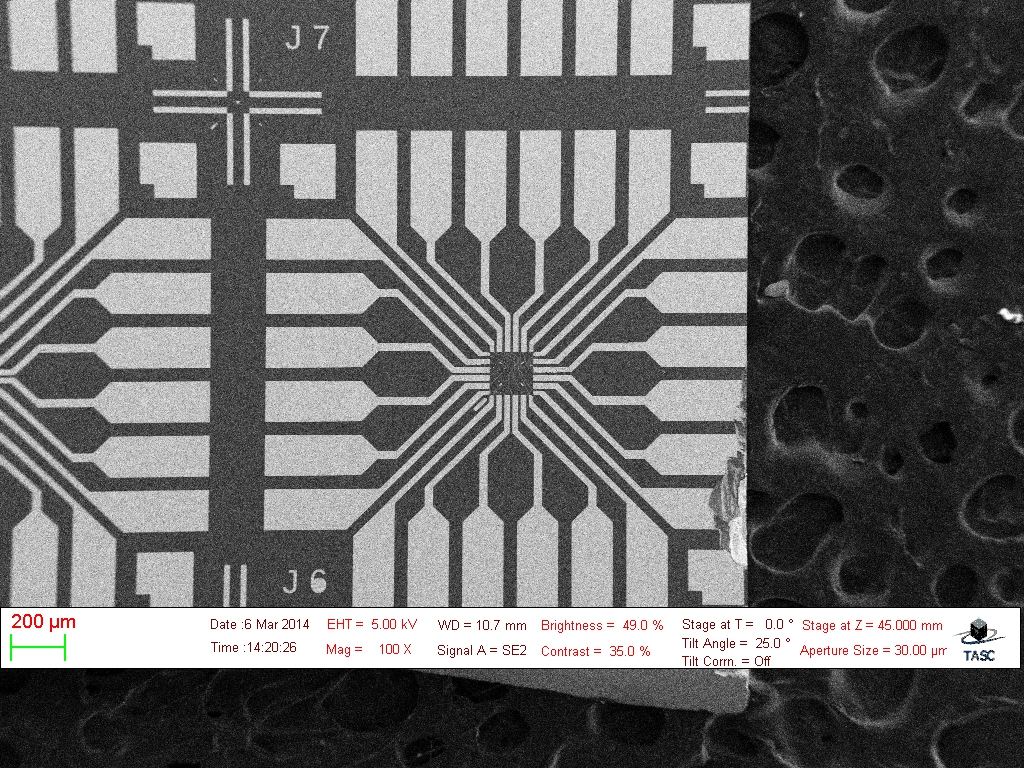 J7
J6
200 µm
Date :6 Mar 2014
Time :14:20:26
EHT = 5.00 kV
Mag = 100 X
WD = 10.7 mm
Signal A = SE2
Brightness = 49.0 %
Contrast = 35.0 %
Stage at T = 0.0 °
Tilt Angle = 25.0 °
Tilt Corrn. = Off
Stage at Z = 45.000 mm
Aperture Size = 30.00 µm
TASC